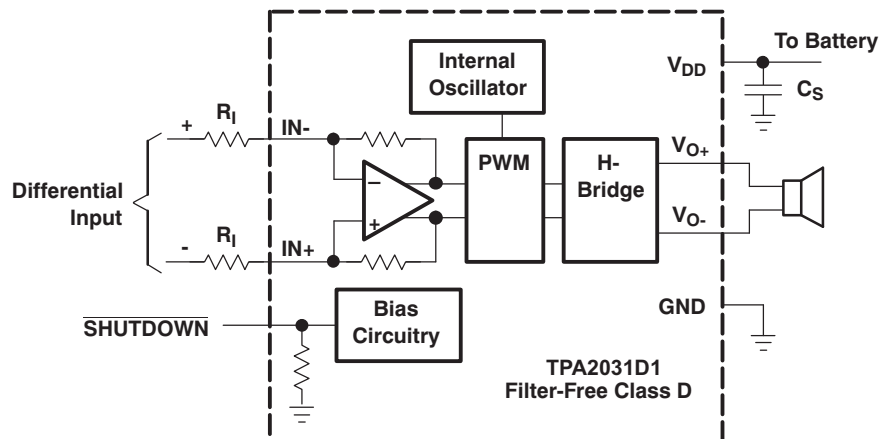 Internal
Oscillator
To Battery
VDD
CS
+
RI
IN-
Differential
Input
-
RI
IN+
−
+
PWM
H-
Bridge
VO+
VO-
SHUTDOWN
Bias
Circuitry
GND
TPA2031D1
Filter-Free Class D